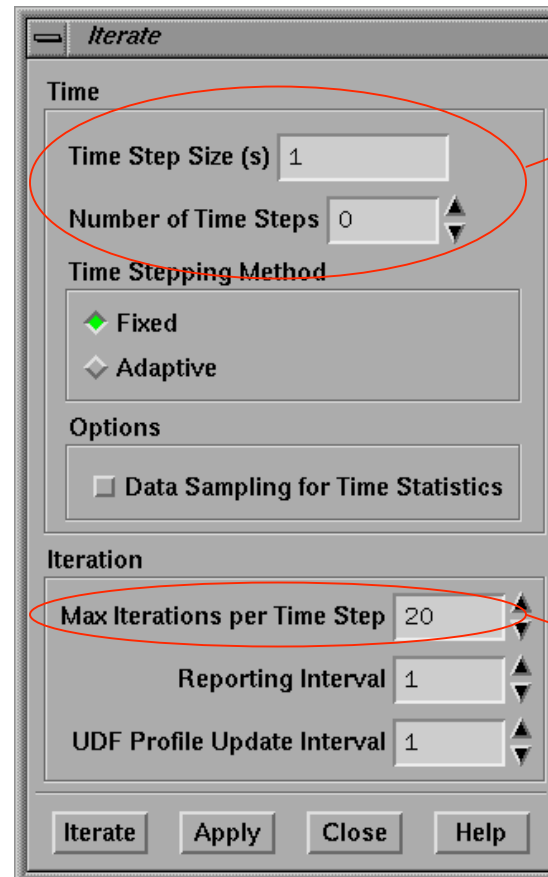 Iterate
Time
Time Step Size (s) 1
Number of Time Steps 0
Time Stepping Method
Fixed
Adaptive
Options
Data Sampling for Time Statistics
Iteration
Max Iterations per Time Step 20
Reporting Interval 1
UDF Profile Update Interval 1
Iterate Apply Close Help